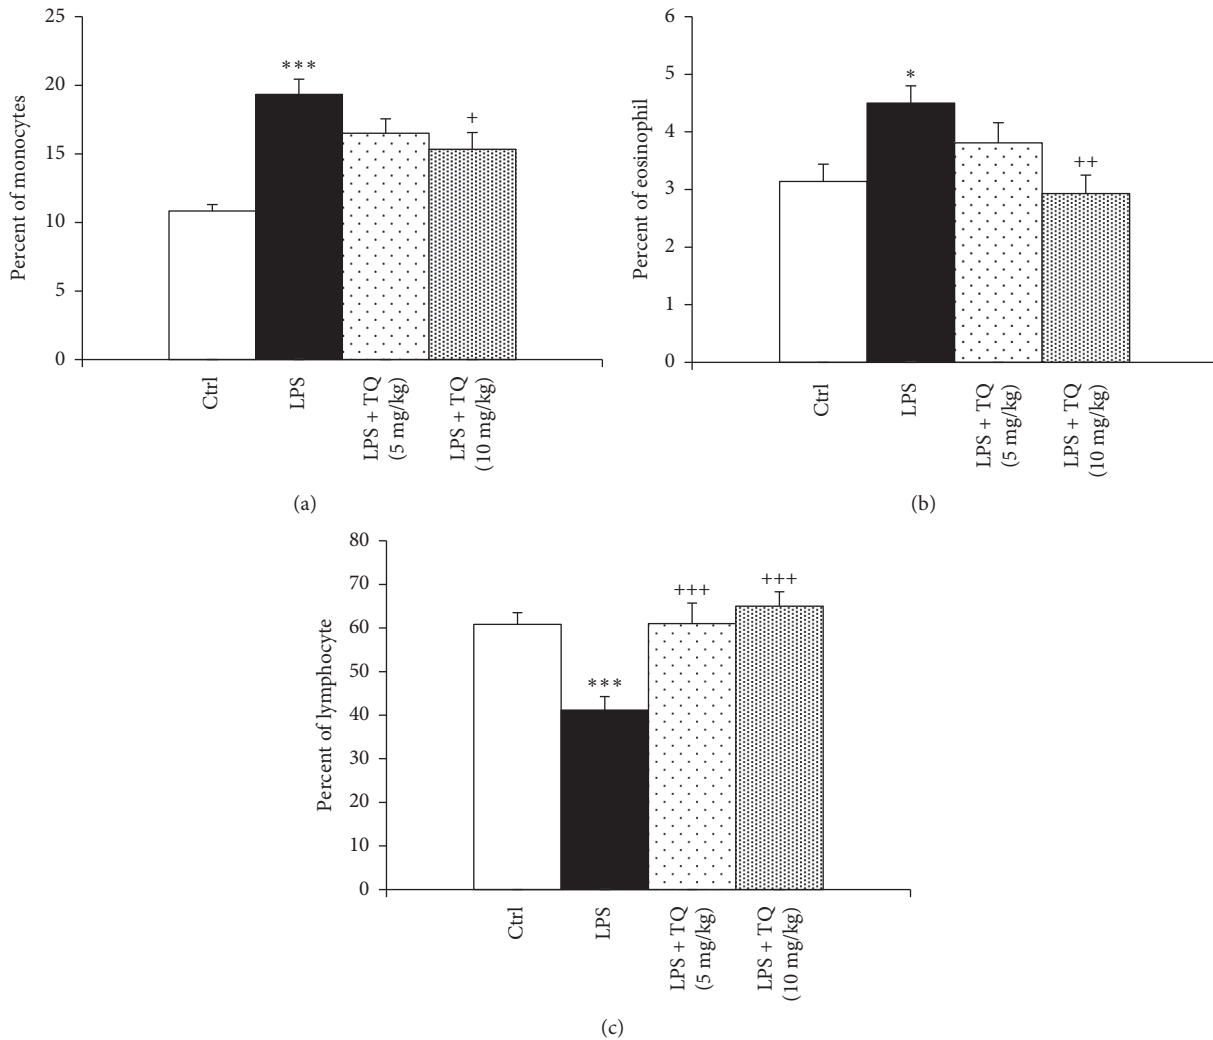 25
20
15
10
5
0
Percent of monocytes
***
+
Ctrl
LPS
LPS + TQ
(5 mg/kg)
LPS + TQ
(10 mg/kg)
(a)
6
5
4
3
2
1
0
Percent of eosinophil
*
++
Ctrl
LPS
LPS + TQ
(5 mg/kg)
LPS + TQ
(10 mg/kg)
(b)
80
70
60
50
40
30
20
10
0
Percent of lymphocyte
***
+++
+++
Ctrl
LPS
LPS + TQ
(5 mg/kg)
LPS + TQ
(10 mg/kg)
(c)